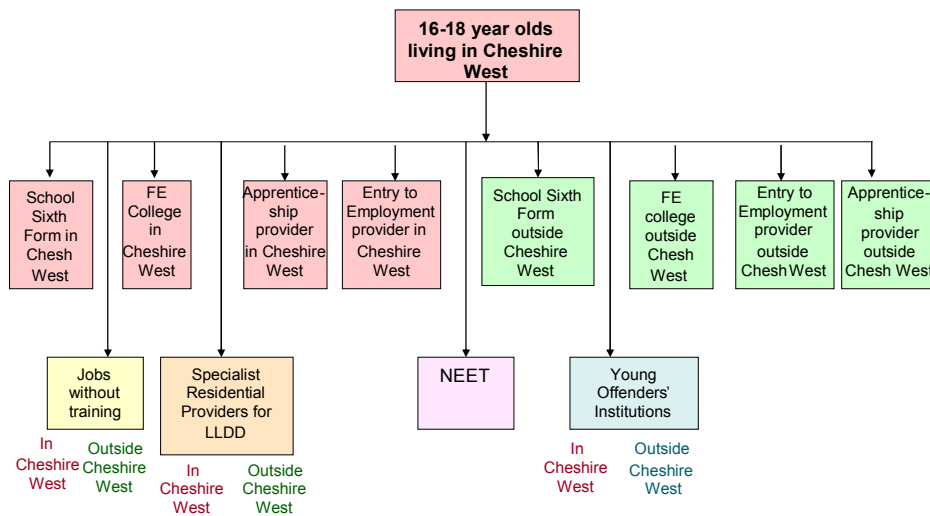 16-18 year olds
living in Cheshire
West
School
Sixth
Form in
Chesh
West
FE
College
in
Cheshire
West
Apprentice-
ship
provider
in Cheshire
West
Entry to
Employment
provider in
Cheshire
West
School Sixth
Form
outside
Cheshire
West
FE
college
outside
Chesh
West
Entry to
Employment
provider
outside
Chesh West
Apprentice-
ship
provider
outside
Chesh West
Jobs
without
training
Specialist
Residential
Providers for
LLDD
NEET
Young
Offenders’
Institutions
In
Cheshire
West
Outside
Cheshire
West
In
Cheshire
West
Outside
Cheshire
West
In
Cheshire
West
Outside
Cheshire
West